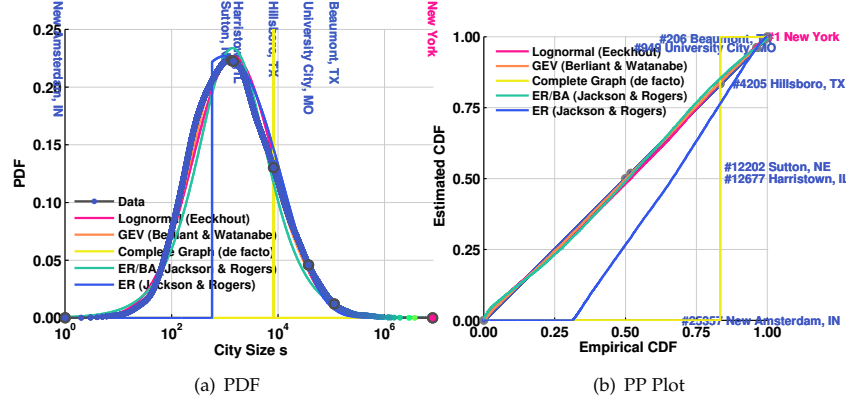 New Amsterdam, IN
Sutton, NE
Harristown, IL
Hillsboro, TX
University City, MO
Beaumont, TX
New York
0.25
0.20
0.15
0.10
0.05
0.00
PDF
Data
Lognormal (Eeckhout)
GEV (Berliant & Watanabe)
Complete Graph (de facto)
ER/BA (Jackson & Rogers)
ER (Jackson & Rogers)
10^0
10^2
10^4
10^6
City Size s
(a) PDF
1.00
0.75
0.50
0.25
0.00
Estimated CDF
#1 New York
#206 Beaumont, TX
#949 University City, MO
#4205 Hillsboro, TX
#12202 Sutton, NE
#12677 Harristown, IL
New Amsterdam, IN
Lognormal (Eeckhout)
GEV (Berliant & Watanabe)
Complete Graph (de facto)
ER/BA (Jackson & Rogers)
ER (Jackson & Rogers)
0.00
0.25
0.50
0.75
1.00
Empirical CDF
(b) PP Plot